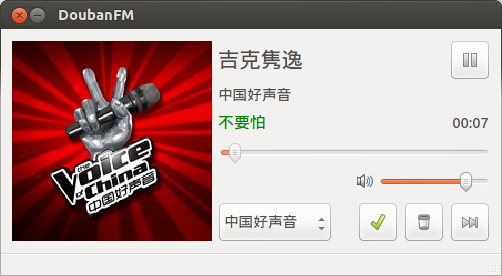 DoubanFM
吉克隽逸
中国好声音
不要怕
00:07
THE
Voice
of
China
中国好声音
中国好声音